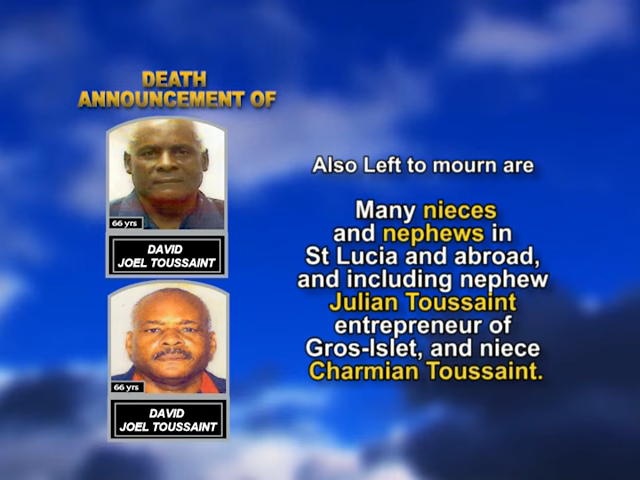 DEATH
ANNOUNCEMENT OF
66 yrs
DAVID
JOEL TOUSSAINT
66 yrs
DAVID
JOEL TOUSSAINT
Also Left to mourn are
Many nieces
and nephews in
St Lucia and abroad,
and including nephew
Julian Toussaint
entrepreneur of
Gros-Islet, and niece
Charmian Toussaint.